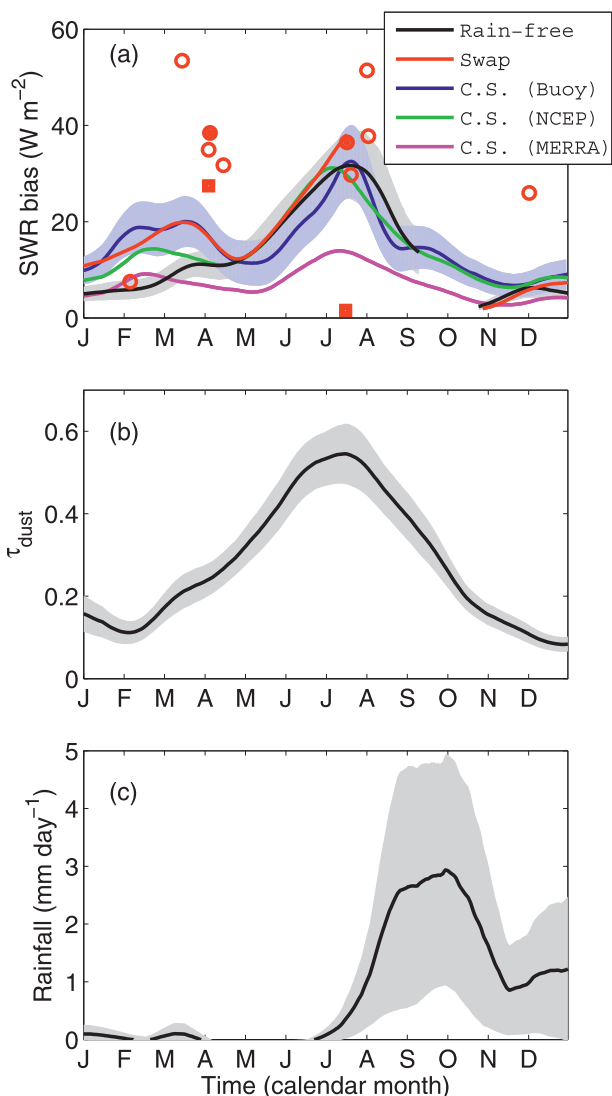 Rain-free
Swap
C.S. (Buoy)
C.S. (NCEP)
C.S. (MERRA)
(a)
SWR bias (W m⁻²)
60
40
20
0
J F M A M J J A S O N D
(b)
τdust
0.6
0.4
0.2
0
J F M A M J J A S O N D
(c)
Rainfall (mm day⁻¹)
5
4
3
2
1
0
J F M A M J J A S O N D
Time (calendar month)